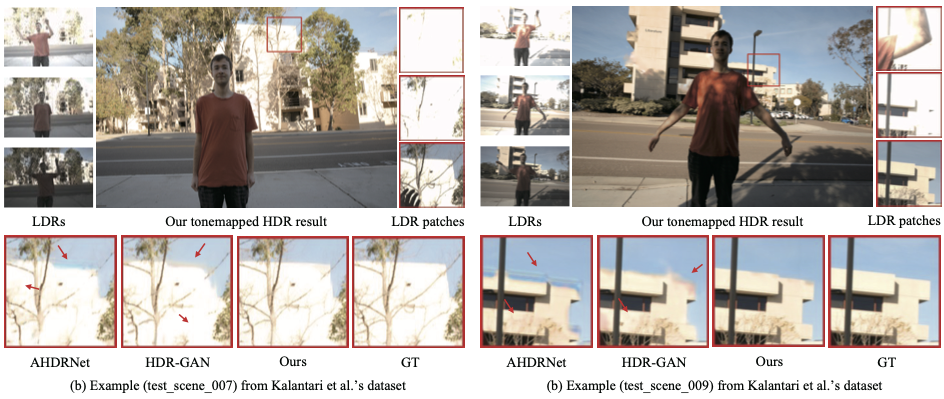 LDRs
Our tonemapped HDR result
LDR patches
AHDRNet
HDR-GAN
Ours
GT
(b) Example (test_scene_007) from Kalantari et al.’s dataset
LDRs
Our tonemapped HDR result
LDR patches
AHDRNet
HDR-GAN
Ours
GT
(b) Example (test_scene_009) from Kalantari et al.’s dataset